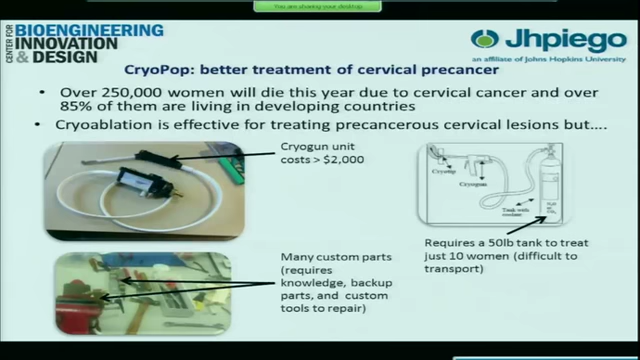 You are sharing your desktop.
CENTER FOR
BIOENGINEERING
INNOVATION
& DESIGN
Jhpiego
an affiliate of Johns Hopkins University
CryoPop: better treatment of cervical precancer
• Over 250,000 women will die this year due to cervical cancer and over
85% of them are living in developing countries
• Cryoablation is effective for treating precancerous cervical lesions but....
Cryogun unit
costs > $2,000
Cryotip
Cryogun
Tank with
coolant
Requires a 50lb tank to treat
just 10 women (difficult to
transport)
Many custom parts
(requires
knowledge, backup
parts, and custom
tools to repair)